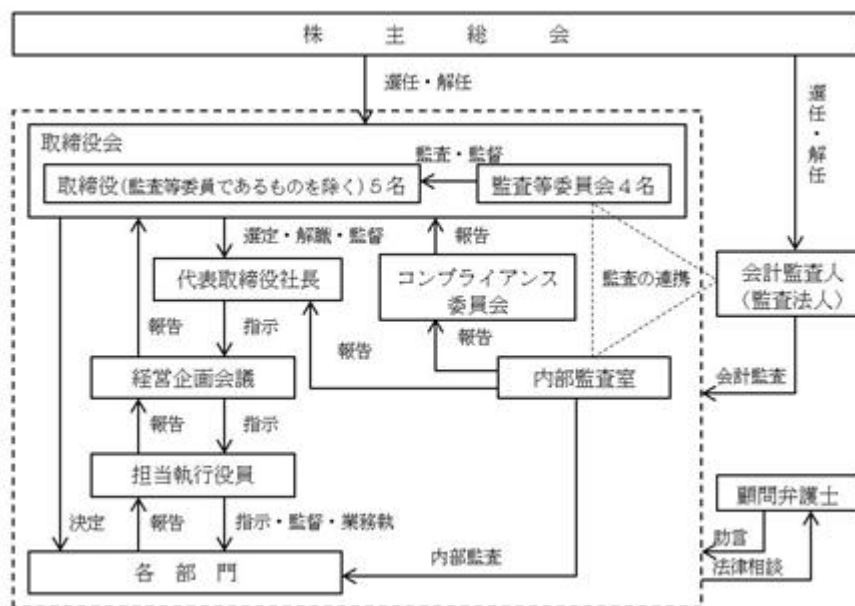 株 主 総 会
選任・解任
選任・解任
取締役会
監査・監督
取締役(監査等委員であるものを除く)5名
監査等委員会4名
選定・解職・監督
報告
代表取締役社長
コンプライアンス
委員会
監査の連携
会計監査人
(監査法人)
報告
指示
報告
報告
経営企画会議
内部監査室
会計監査
報告
指示
担当執行役員
顧問弁護士
決定
報告
指示・監督・業務執
内部監査
助言
法律相談
各 部 門